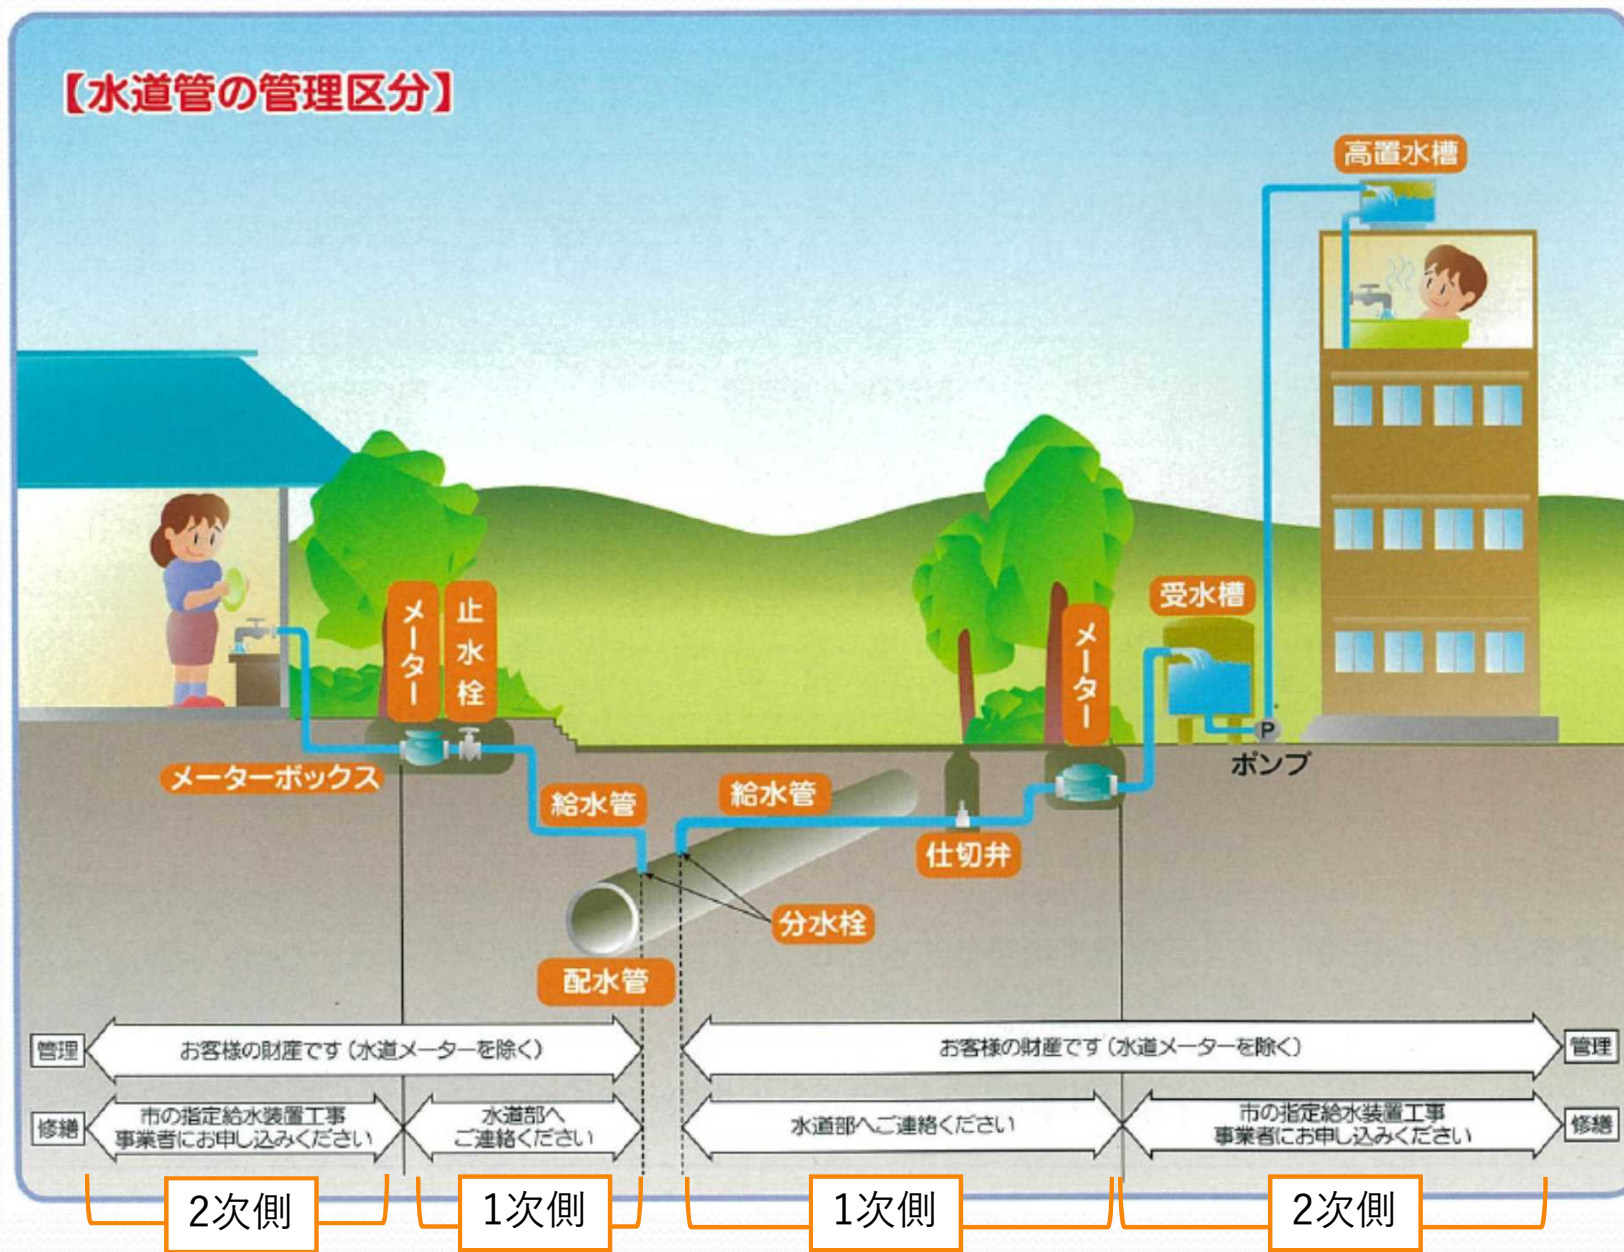 【水道管の管理区分】
高置水槽
受水槽
メーター
止水栓
メーター
P
ポンプ
メーターボックス
給水管
給水管
仕切弁
分水栓
配水管
管理
お客様の財産です(水道メーターを除く)
お客様の財産です(水道メーターを除く)
管理
修繕
市の指定給水装置工事
事業者にお申し込みください
水道部へ
ご連絡ください
水道部へご連絡ください
市の指定給水装置工事
事業者にお申し込みください
修繕
2次側
1次側
1次側
2次側